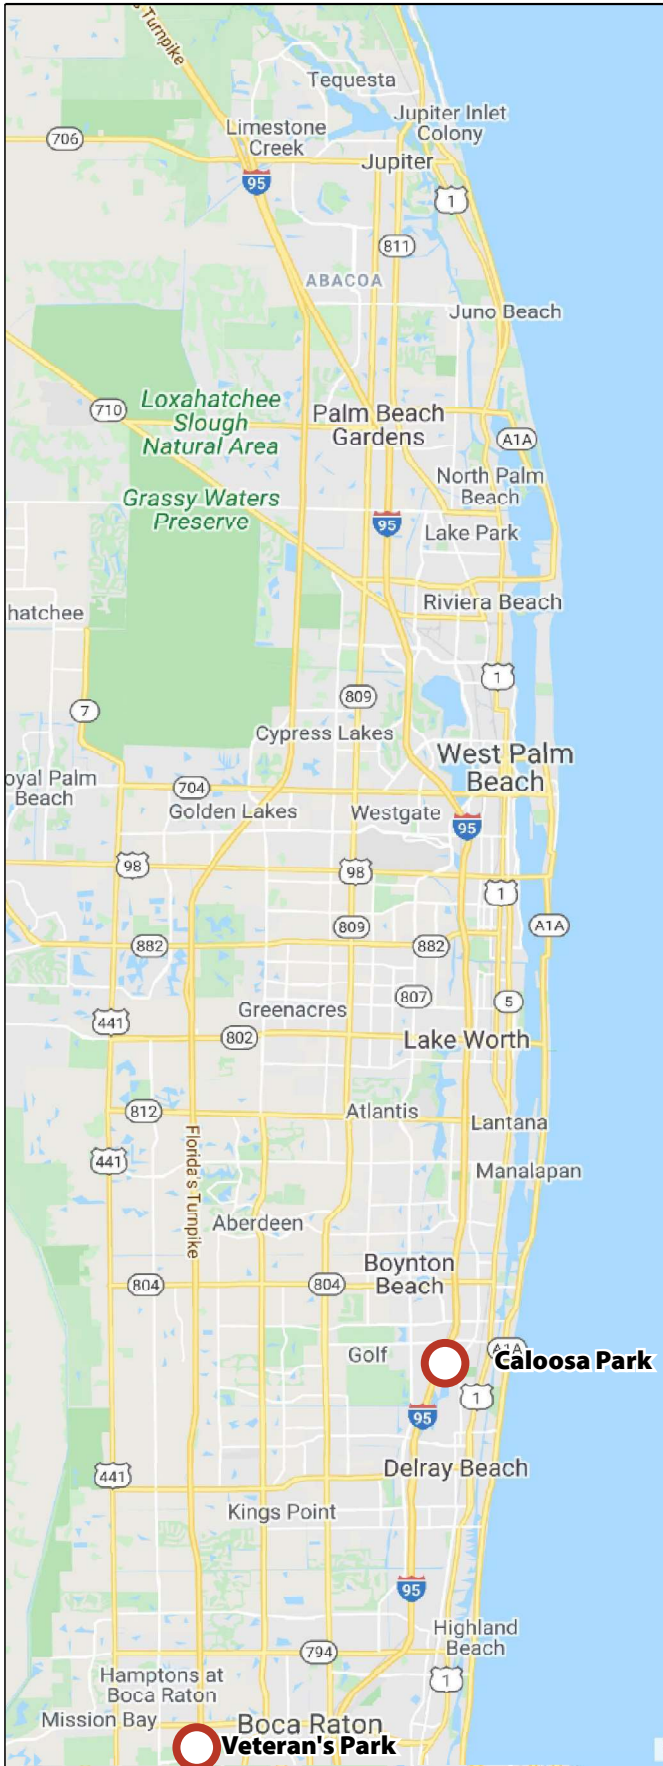 s Turnpike
Tequesta
Jupiter Inlet
Colony
Limestone
Creek
706
Jupiter
95
1
811
ABACOA
Juno Beach
Loxahatchee
Slough
Natural Area
710
Palm Beach
Gardens
A1A
North Palm
Beach
Grassy Waters
Preserve
95
Lake Park
Riviera Beach
hatchee
1
809
7
Cypress Lakes
West Palm
Beach
oyal Palm
Beach
704
Golden Lakes
Westgate
95
98
98
1
809
A1A
882
882
807
5
Greenacres
441
802
Lake Worth
812
Atlantis
Lantana
Florida's Turnpike
441
Manalapan
Aberdeen
Boynton
Beach
804
804
A1A
Golf
Caloosa Park
1
95
Delray Beach
441
Kings Point
95
Highland
Beach
794
Hamptons at
Boca Raton
1
Mission Bay
Boca Raton
Veteran's Park